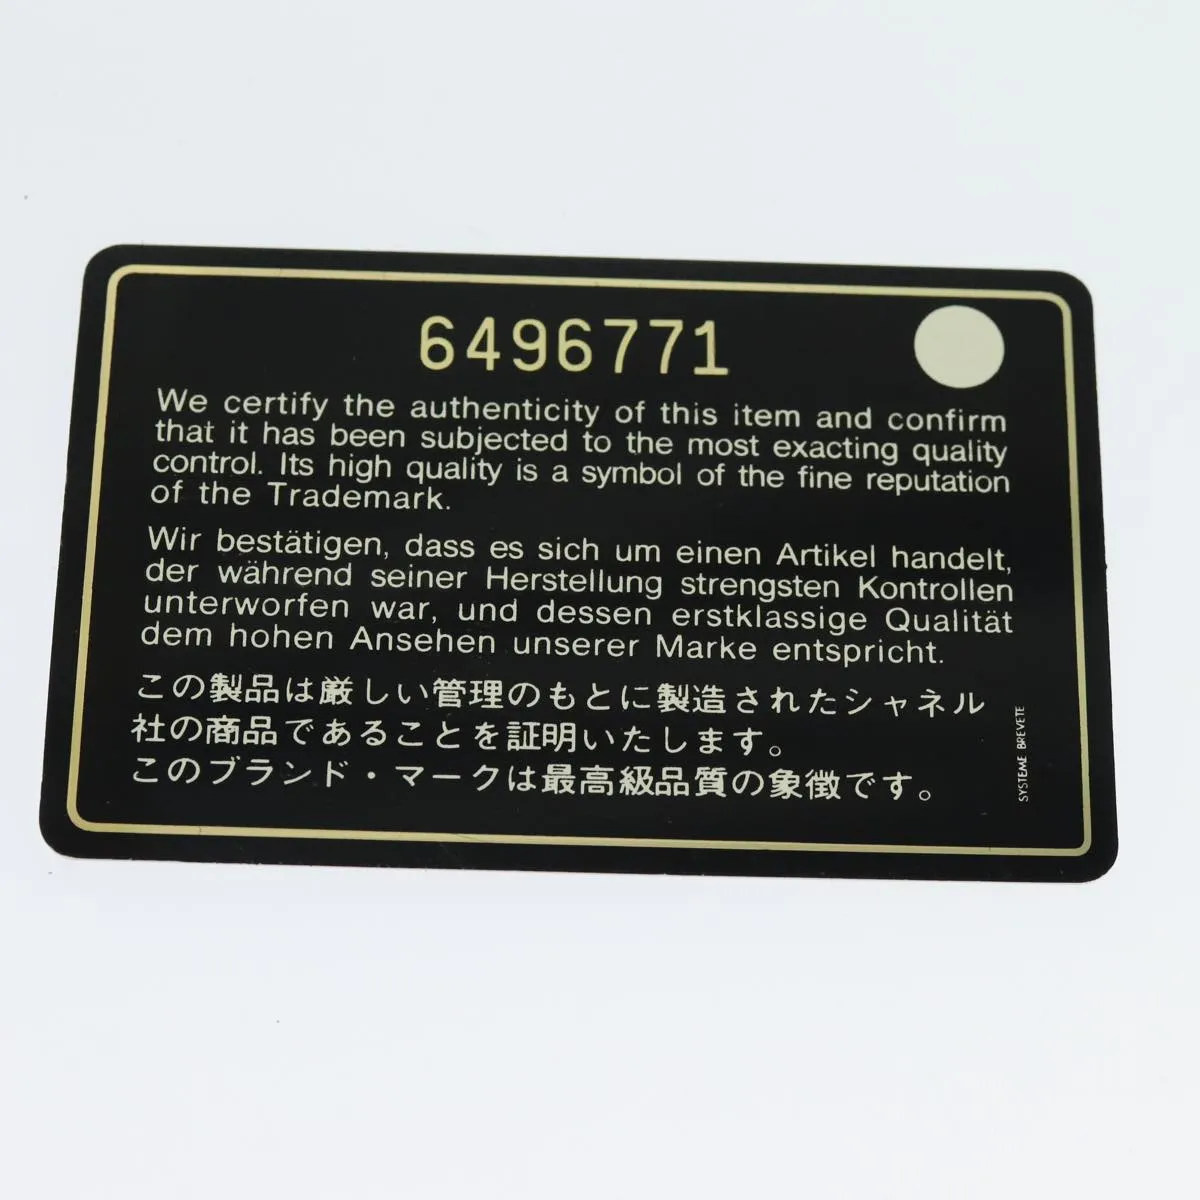 6496771
We certify the authenticity of this item and confirm
that it has been subjected to the most exacting quality
control. Its high quality is a symbol of the fine reputation
of the Trademark.
Wir bestätigen, dass es sich um einen Artikel handelt,
der während seiner Herstellung strengsten Kontrollen
unterworfen war, und dessen erstklassige Qualität
dem hohen Ansehen unserer Marke entspricht.
この製品は厳しい管理のもとに製造されたシャネル
社の商品であることを証明いたします。
このブランド・マークは最高級品質の象徴です。
SYSTEME BREVETE